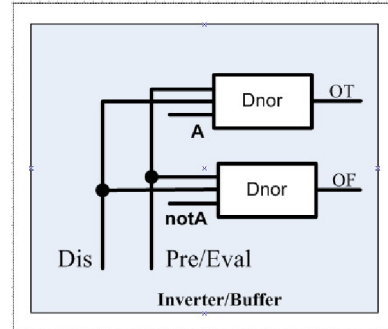 OT
Dnor
A
OF
Dnor
notA
Dis Pre/Eval
Inverter/Buffer